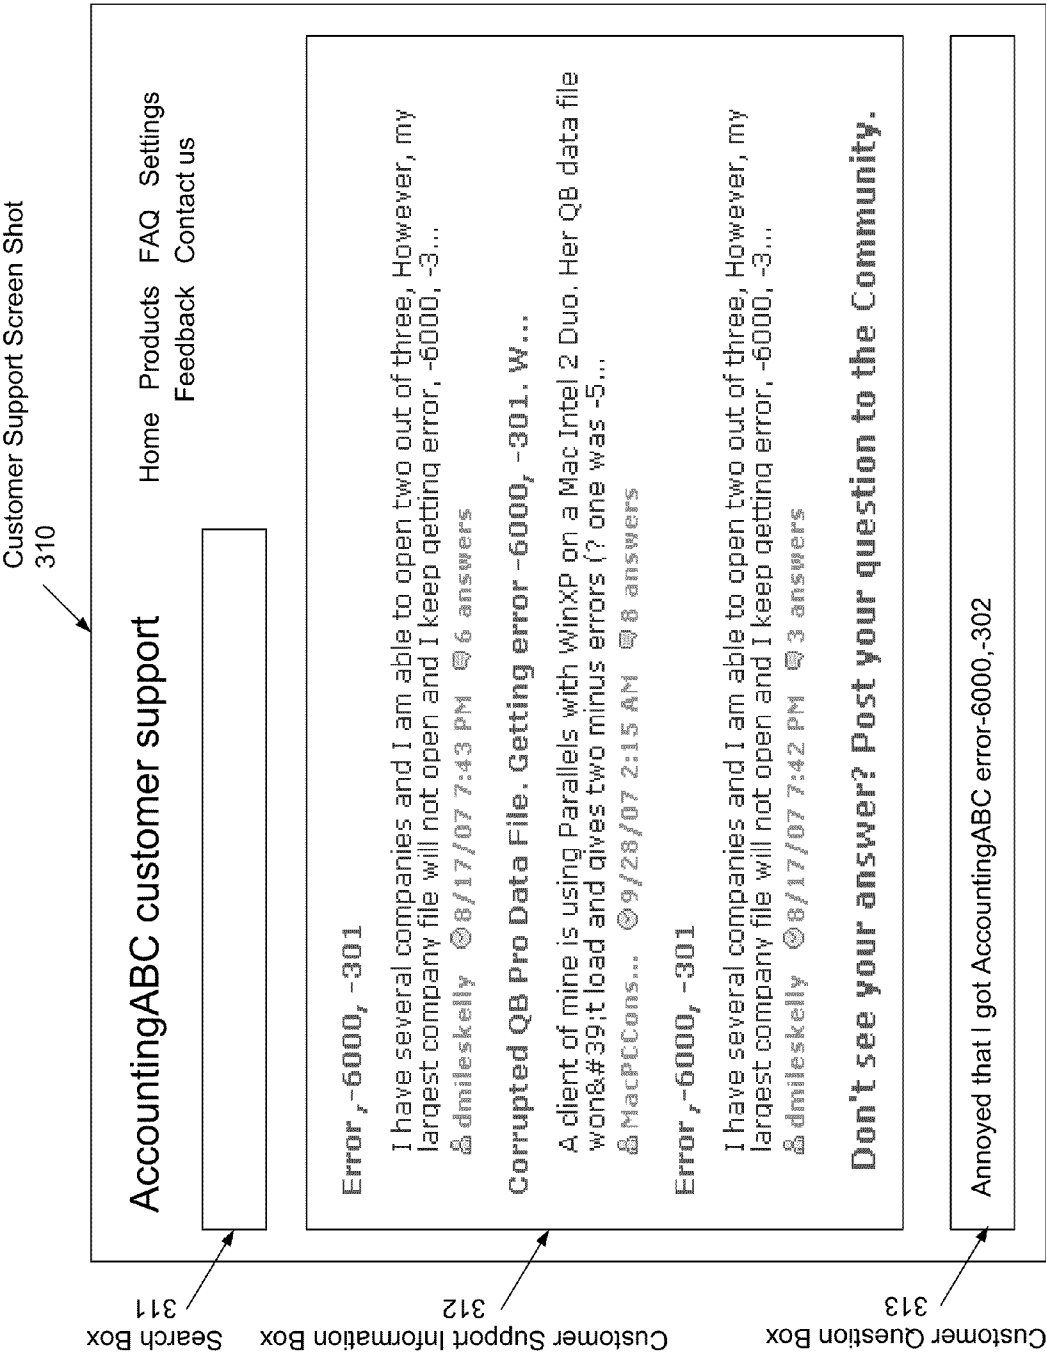 Customer Support Screen Shot
310
AccountingABC customer support
Home Products FAQ Settings
Feedback Contact us
Search Box
311
Customer Support Information Box
312
Error ,-6000, -301
I have several companies and I am able to open two out of three, However, my
largest company file will not open and I keep getting error, -6000, -3...
dmileskelly 8/17/07 7:43 PM 6 answers
Corrupted QB Pro Data File. Getting error -6000, -301. W...
A client of mine is using Parallels with WinXP on a Mac Intel 2 Duo. Her QB data file
won&#39;t load and gives two minus errors (? one was -5...
MacPCCons... 9/28/07 2:15 AM 8 answers
Error ,-6000, -301
I have several companies and I am able to open two out of three, However, my
largest company file will not open and I keep getting error, -6000, -3...
dmileskelly 8/17/07 7:42 PM 3 answers
Don't see your answer? Post your question to the Community.
Customer Question Box
313
Annoyed that I got AccountingABC error-6000,-302